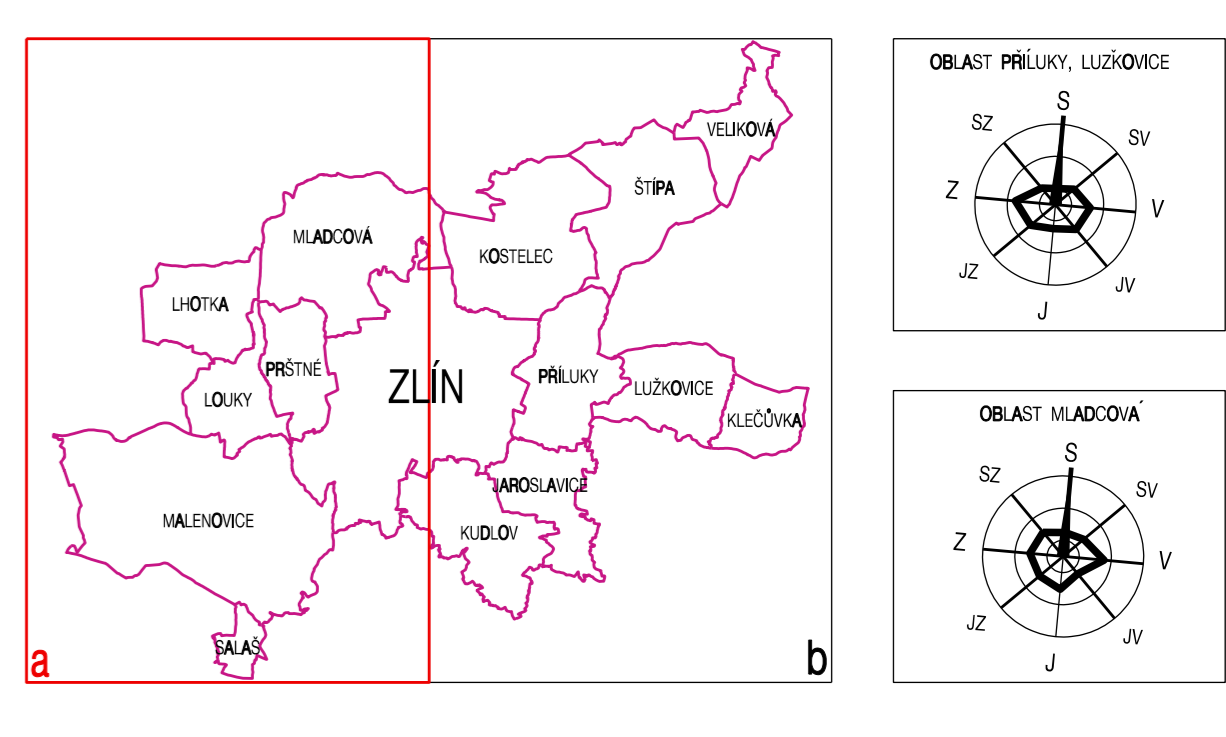 VELIKOVÁ
ŠTÍPA
MLADCOVÁ
KOSTELEC
LHOTKA
PRŠTNÉ
PŘÍLUKY
ZLÍN
LUŽKOVICE
LOUKY
KLEČŮVKA
JAROSLAVICE
MALENOVICE
KUDLOV
SALAŠ
a
b
OBLAST PŘÍLUKY, LUZǨOVICE
S
SZ
SV
Z
V
JZ
JV
J
OBLAST MLADCOVÁ
S
SZ
SV
Z
V
JZ
JV
J